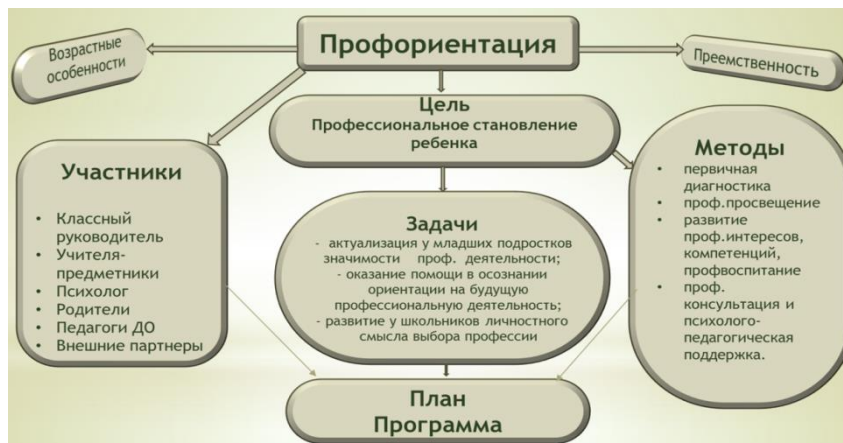 Профориентация
Возрастные
особенности
Преемственность
Цель
Профессиональное становление
ребенка
Участники
• Классный
руководитель
• Учителя-
предметники
• Психолог
• Родители
• Педагоги ДО
• Внешние партнеры
Задачи
- актуализация у младших подростков
значимости проф. деятельности;
- оказание помощи в осознании
ориентации на будущую
профессиональную деятельность;
- развитие у школьников личностного
смысла выбора профессии
Методы
• первичная
диагностика
• проф.просвещение
• развитие
проф.интересов,
компетенций,
профвоспитание
• проф.
консультация и
психолого-
педагогическая
поддержка.
План
Программа